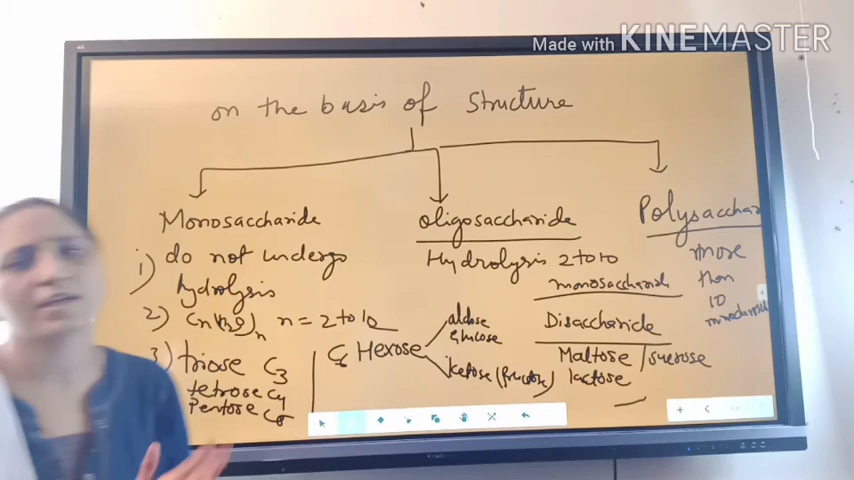 Made with KINEMASTER
on the basis of structure
Monosaccharide
1) do not undergo
hydrolysis
2) Cn(H2O)n n = 2 to 10
3) triose C3
tetrose C4
Pentose C5
C6 Hexose
aldose
glucose
ketose (fructose)
oligosaccharide
Hydrolysis 2 to 10
monosaccharide
Disaccharide
Maltose / sucrose
lactose
Polysacchar
more
than
10